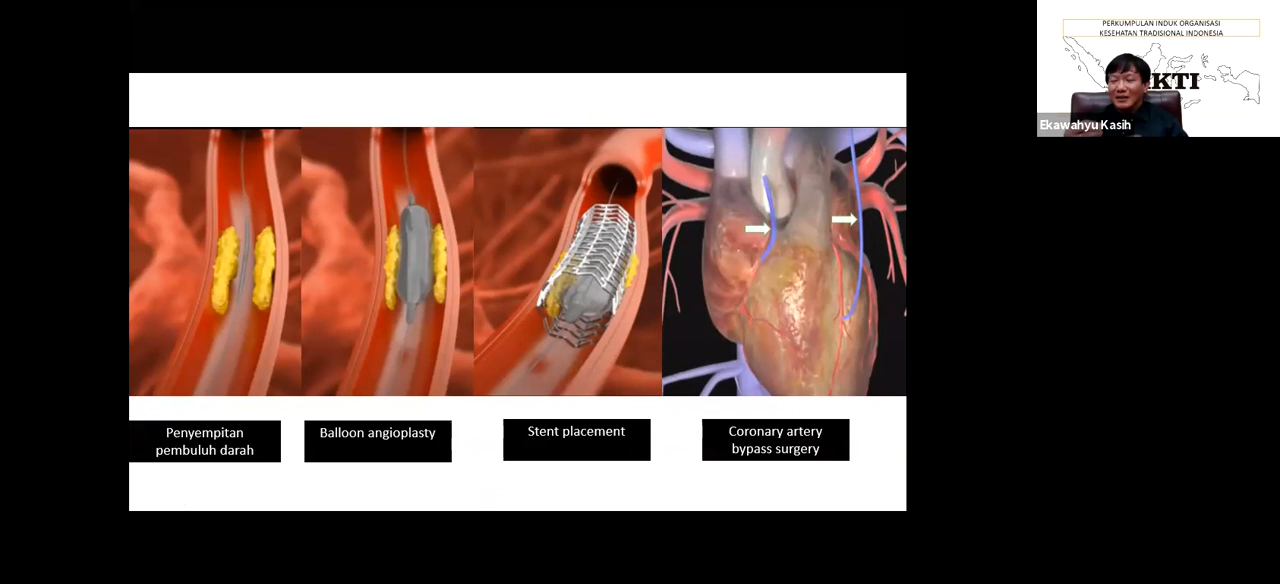 PERKUMPULAN INDUK ORGANISASI
KESEHATAN TRADISIONAL INDONESIA
KTI
Ekawahyu Kasih
Penyempitan
pembuluh darah
Balloon angioplasty
Stent placement
Coronary artery
bypass surgery